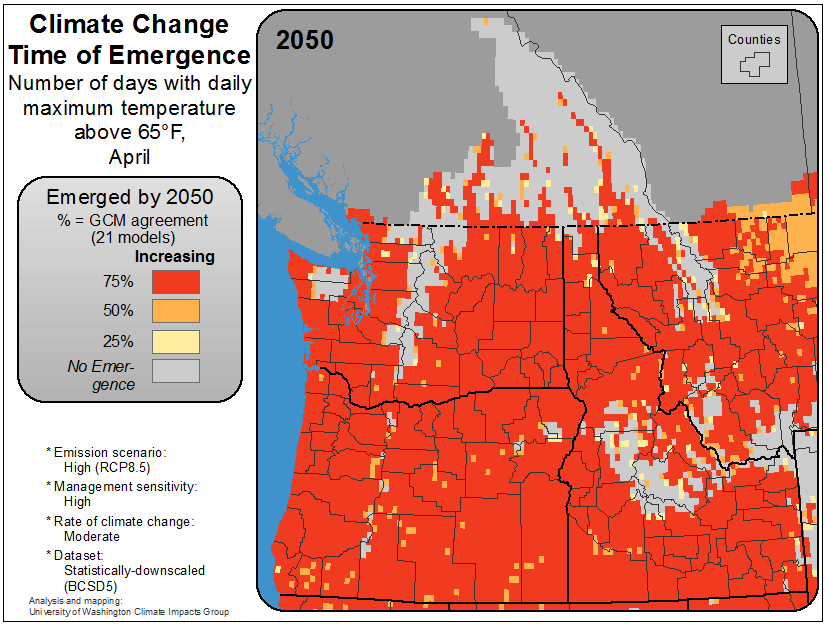 Climate Change
Time of Emergence
Number of days with daily
maximum temperature
above 65°F,
April
Emerged by 2050
% = GCM agreement
(21 models)
Increasing
75%
50%
25%
No Emer-
gence
* Emission scenario:
High (RCP8.5)
* Management sensitivity:
High
* Rate of climate change:
Moderate
* Dataset:
Statistically-downscaled
(BCSD5)
Analysis and mapping:
University of Washington Climate Impacts Group
2050
Counties